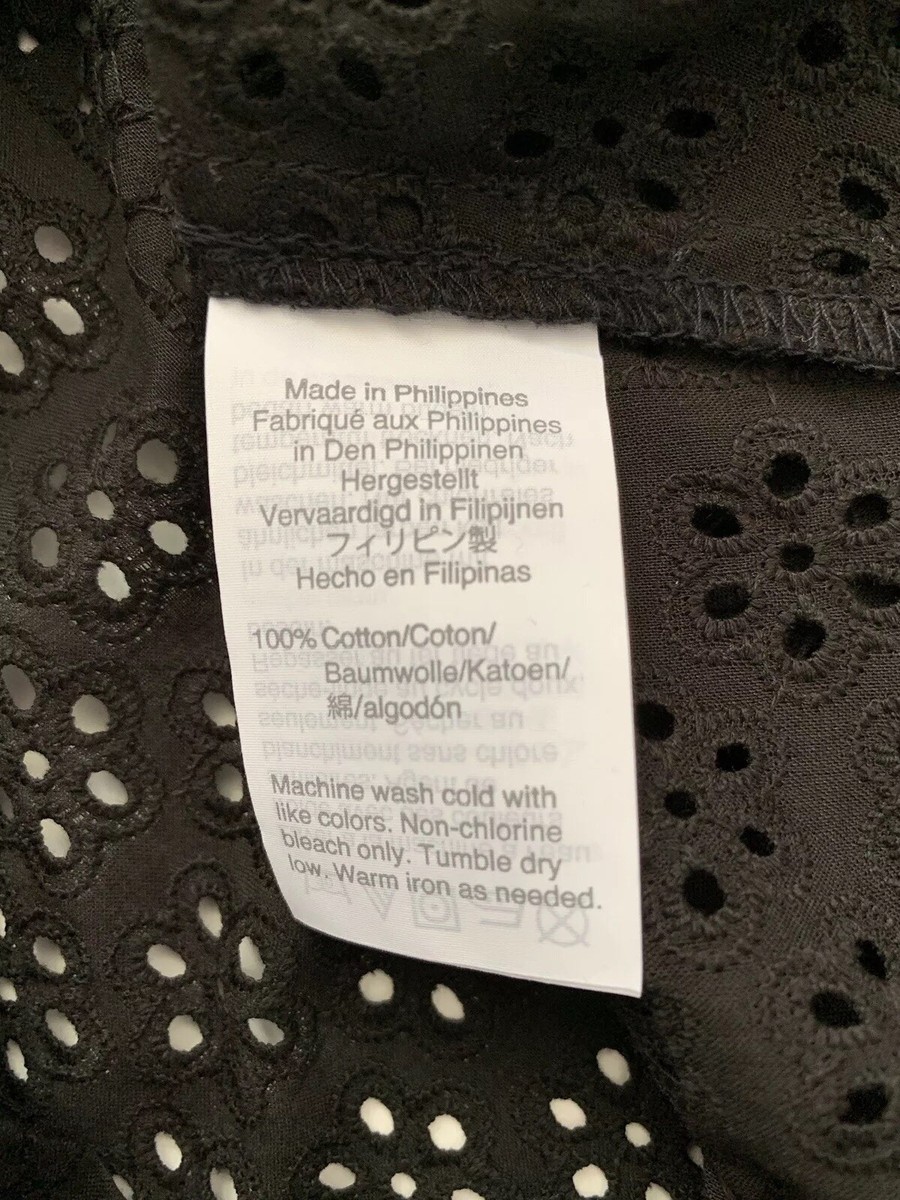 Made in Philippines
Fabriqué aux Philippines
in Den Philippinen
Hergestellt
Vervaardigd in Filipijnen
フィリピン製
Hecho en Filipinas
100% Cotton/Coton/
Baumwolle/Katoen/
綿/algodón
Machine wash cold with
like colors. Non-chlorine
bleach only. Tumble dry
low. Warm iron as needed.